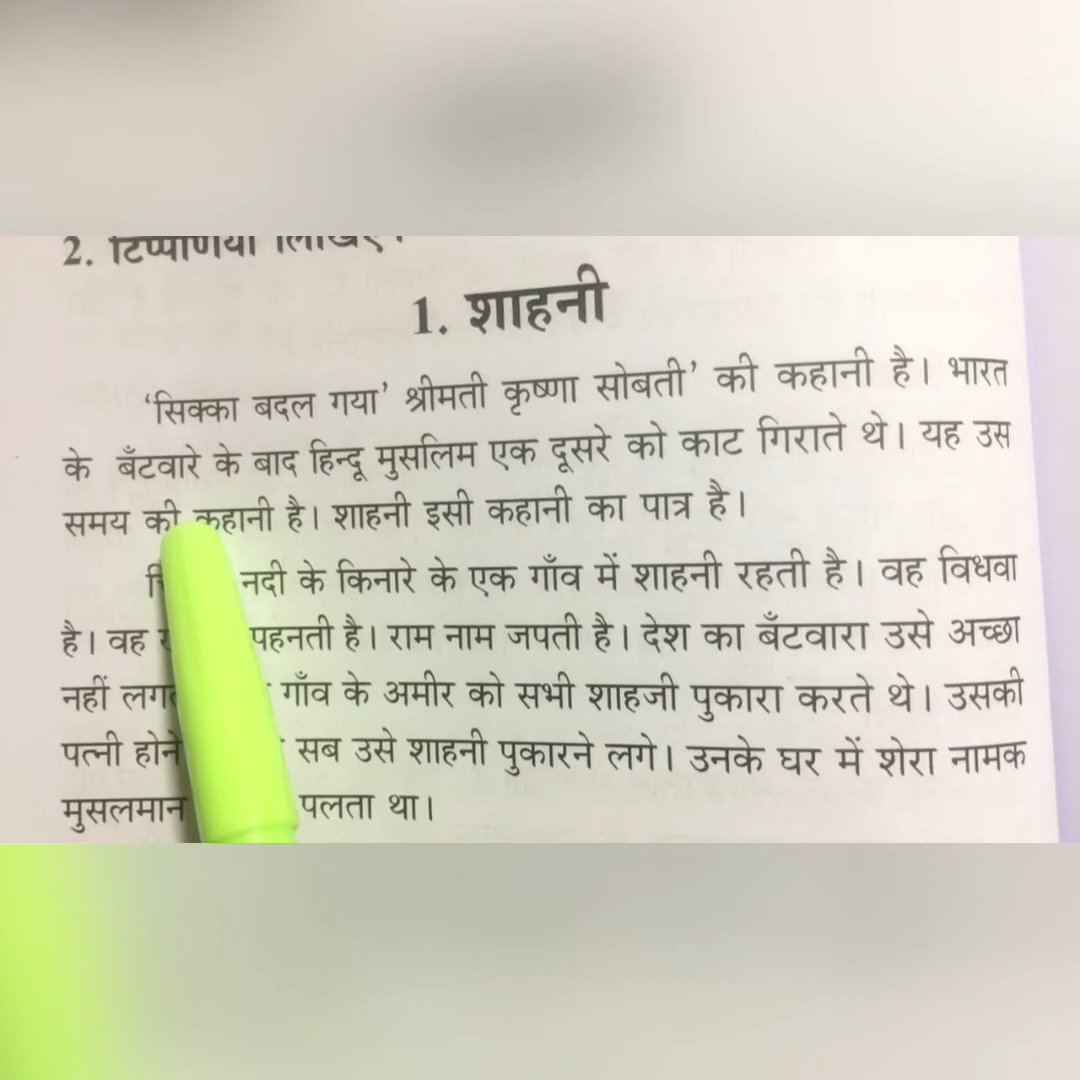 2. टिप्पणियाँ लिखिए।
1. शाहनी
‘सिक्का बदल गया’ श्रीमती कृष्णा सोबती’ की कहानी है। भारत
के बँटवारे के बाद हिन्दू मुसलिम एक दूसरे को काट गिराते थे। यह उस
समय की कहानी है। शाहनी इसी कहानी का पात्र है।
नदी के किनारे के एक गाँव में शाहनी रहती है। वह विधवा
है। वह पहनती है। राम नाम जपती है। देश का बँटवारा उसे अच्छा
नहीं गाँव के अमीर को सभी शाहजी पुकारा करते थे। उसकी
पत्नी होने सब उसे शाहनी पुकारने लगे। उनके घर में शेरा नामक
मुसलमान पलता था।